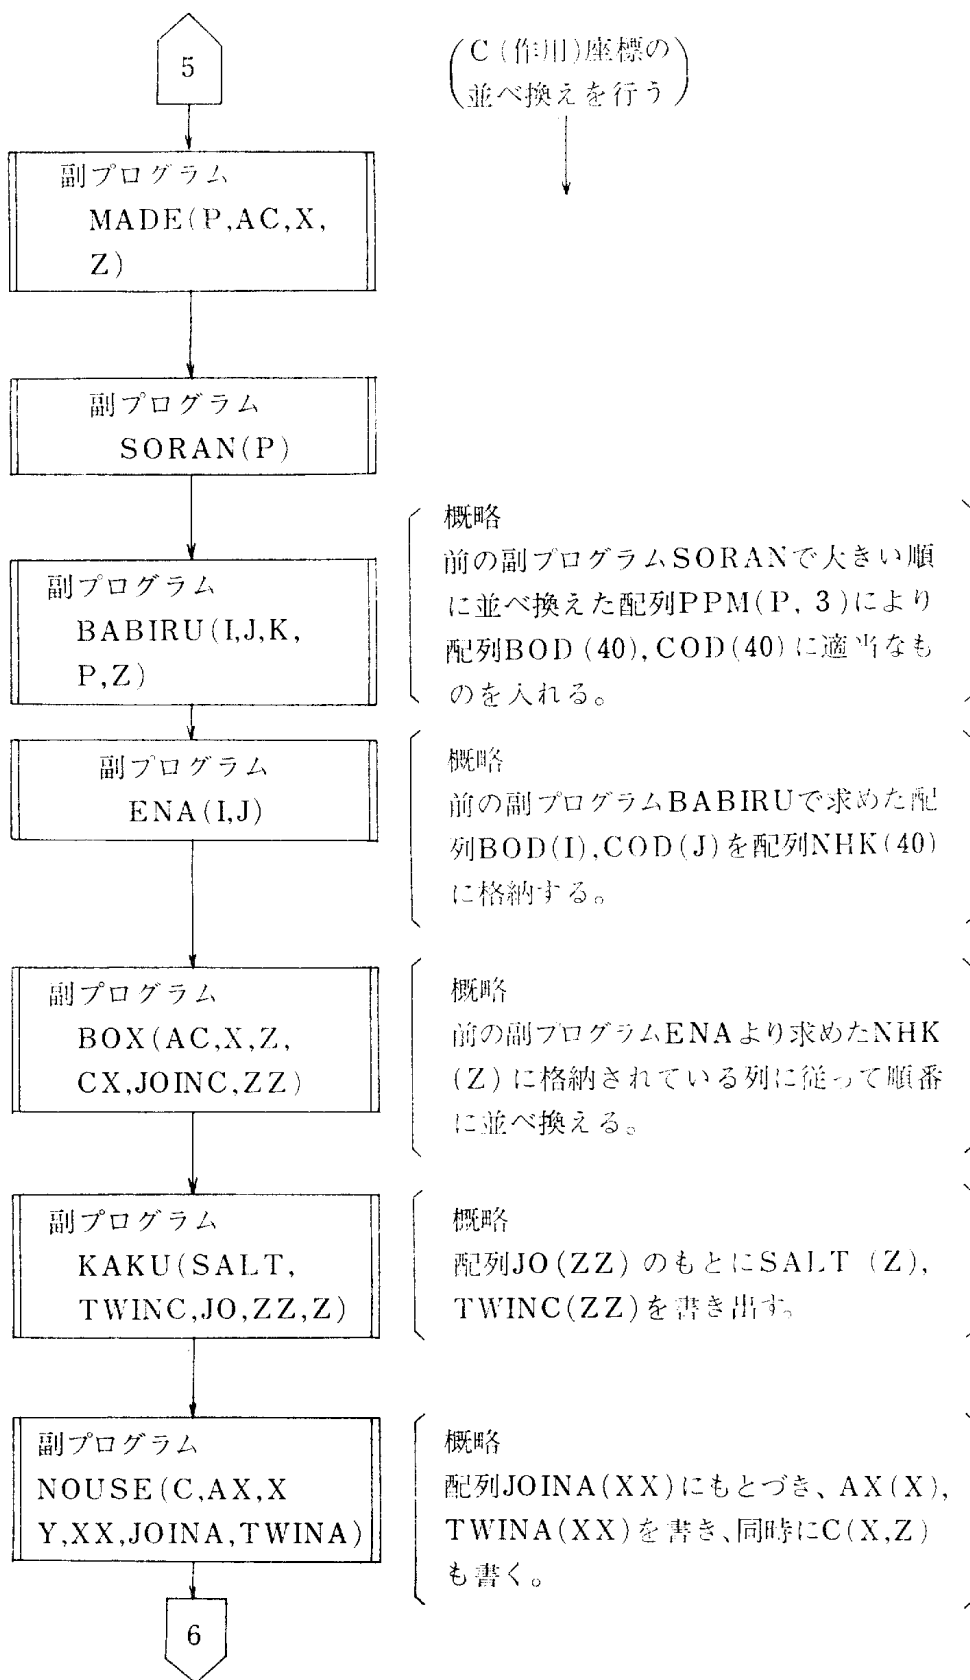 5
C(作用)座標の
並べ換えを行う
副プログラム
MADE(P,AC,X,
Z)
副プログラム
SORAN(P)
副プログラム
BABIRU(I,J,K,
P,Z)
概略
前の副プログラムSORANで大きい順
に並べ換えた配列PPM(P, 3)により
配列BOD(40),COD(40)に適当なも
のを入れる。
副プログラム
ENA(I,J)
概略
前の副プログラムBABIRUで求めた配
列BOD(I),COD(J)を配列NHK(40)
に格納する。
副プログラム
BOX(AC,X,Z,
CX,JOINC,ZZ)
概略
前の副プログラムENAより求めたNHK
(Z)に格納されている列に従って順番
に並べ換える。
副プログラム
KAKU(SALT,
TWINC,JO,ZZ,Z)
概略
配列JO(ZZ)のもとにSALT (Z),
TWINC(ZZ)を書き出す。
副プログラム
NOUSE(C,AX,X
Y,XX,JOINA,TWINA)
概略
配列JOINA(XX)にもとづき、AX(X),
TWINA(XX)を書き、同時にC(X,Z)
も書く。
6